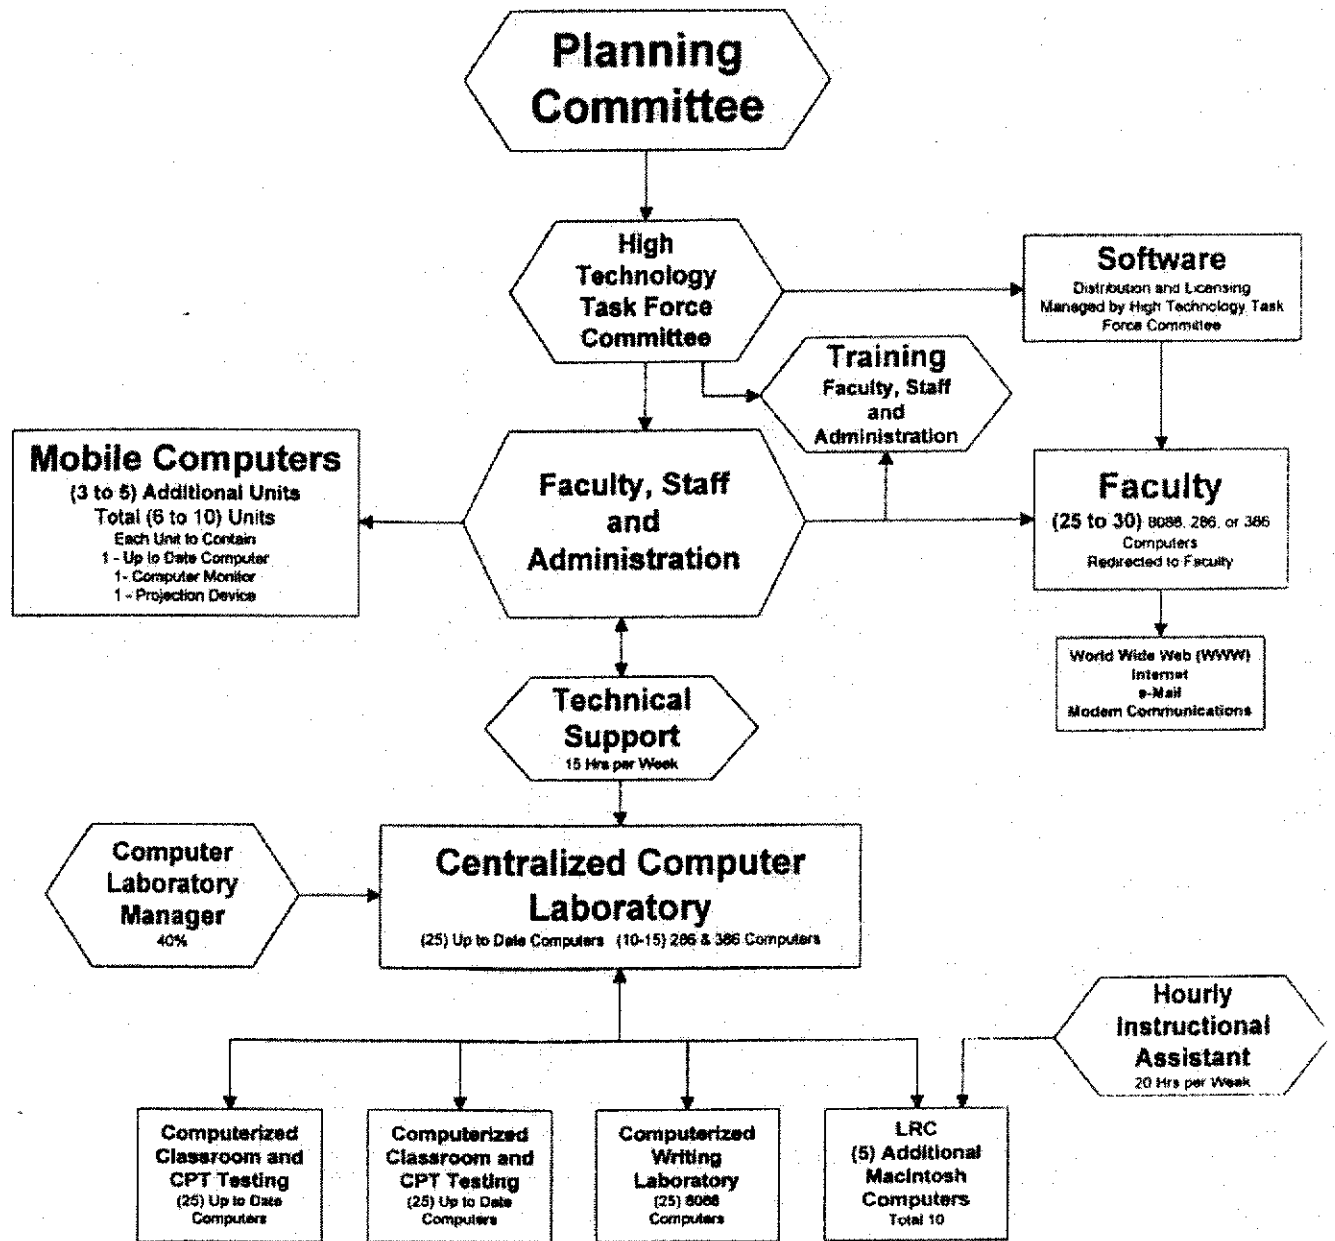 Planning
Committee
High
Technology
Task Force
Committee
Software
Distribution and Licensing
Managed by High Technology Task
Force Committee
Training
Faculty, Staff
and
Administration
Mobile Computers
(3 to 5) Additional Units
Total (6 to 10) Units
Each Unit to Contain
1 - Up to Date Computer
1- Computer Monitor
1 - Projection Device
Faculty, Staff
and
Administration
Faculty
(25 to 30) 8088, 286, or 386
Computers
Redirected to Faculty
World Wide Web (WWW)
Internet
e-Mail
Modem Communications
Technical
Support
15 Hrs per Week
Computer
Laboratory
Manager
40%
Centralized Computer
Laboratory
(25) Up to Date Computers (10-15) 286 & 386 Computers
Hourly
Instructional
Assistant
20 Hrs per Week
Computerized
Classroom and
CPT Testing
(25) Up to Date
Computers
Computerized
Classroom and
CPT Testing
(25) Up to Date
Computers
Computerized
Writing
Laboratory
(25) 8088
Computers
LRC
(5) Additional
Macintosh
Computers
Total 10